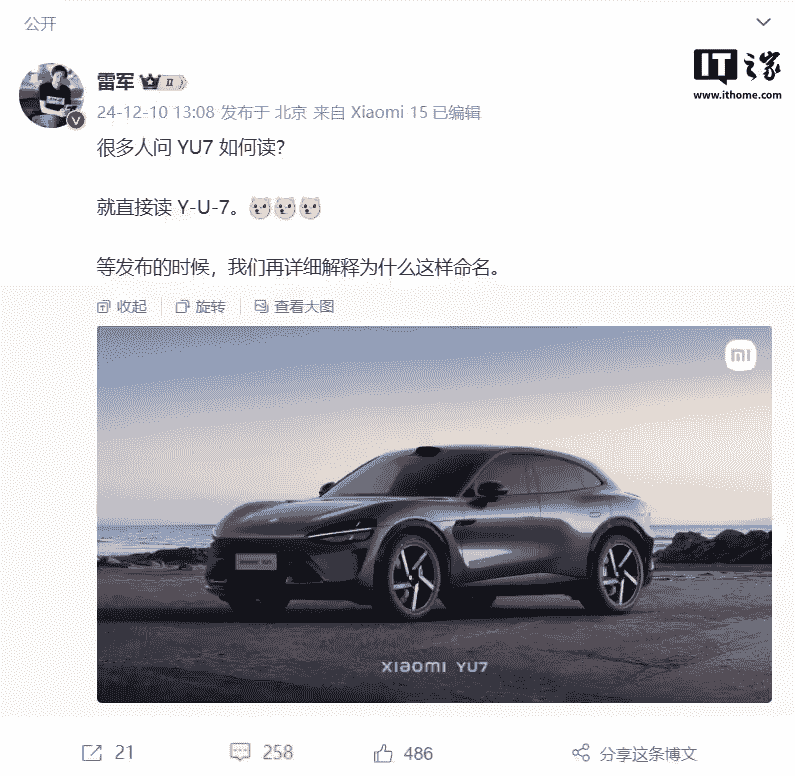 公开
IT之家
www.ithome.com
雷军
II
24-12-10 13:08 发布于 北京 来自 Xiaomi 15 已编辑
很多人问 YU7 如何读？
就直接读 Y-U-7。
等发布的时候，我们再详细解释为什么这样命名。
收起 旋转 查看大图
mi
XIAOMI YU7
21 258 486 分享这条博文